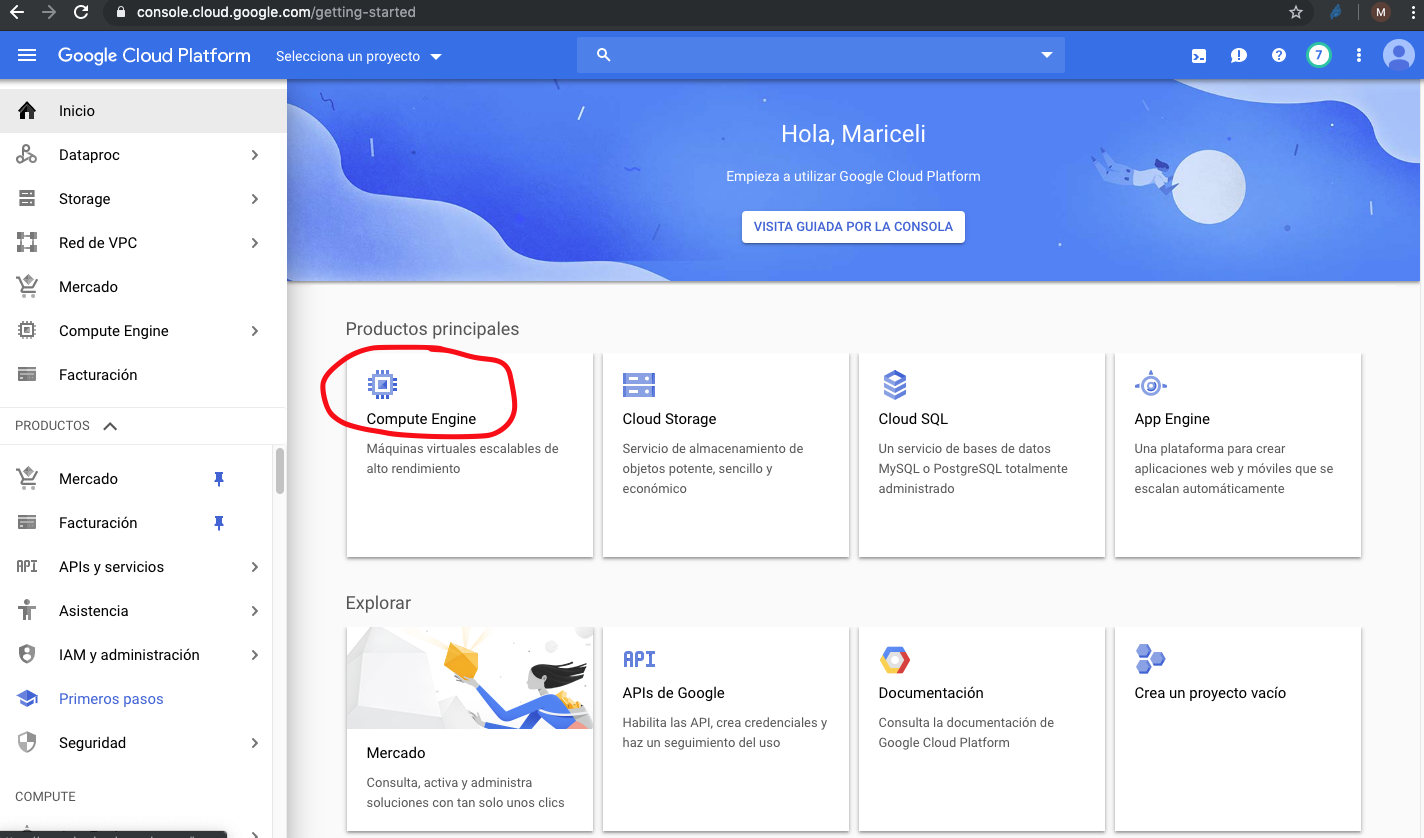 console.cloud.google.com/getting-started
M
Google Cloud Platform
Selecciona un proyecto
7
Inicio
Dataproc
Storage
Red de VPC
Mercado
Compute Engine
Facturación
PRODUCTOS
Mercado
Facturación
API
APIs y servicios
Asistencia
IAM y administración
Primeros pasos
Seguridad
COMPUTE
Hola, Mariceli
Empieza a utilizar Google Cloud Platform
VISITA GUIADA POR LA CONSOLA
Productos principales
Compute Engine
Máquinas virtuales escalables de
alto rendimiento
Cloud Storage
Servicio de almacenamiento de
objetos potente, sencillo y
económico
Cloud SQL
Un servicio de bases de datos
MySQL o PostgreSQL totalmente
administrado
App Engine
Una plataforma para crear
aplicaciones web y móviles que se
escalan automáticamente
Explorar
Mercado
Consulta, activa y administra
soluciones con tan solo unos clics
API
APIs de Google
Habilita las API, crea credenciales y
haz un seguimiento del uso
Documentación
Consulta la documentación de
Google Cloud Platform
Crea un proyecto vacío